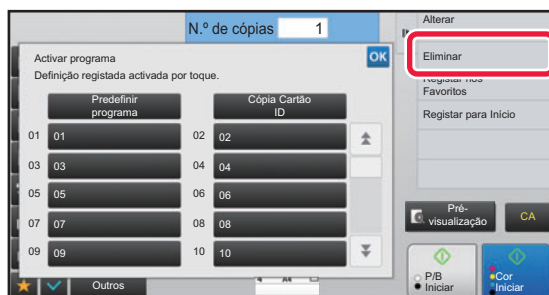 N.º de cópias 1
Activar programa
OK
Definição registada activada por toque.
Predefinir
programa
Cópia Cartão
ID
01 01
02 02
03 03
04 04
05 05
06 06
07 07
08 08
09 09
10 10
Outros
A4
Alterar
Eliminar
Registar nos
Favoritos
Registar para Início
Pré-
visualização
CA
P/B
Iniciar
Cor
Iniciar